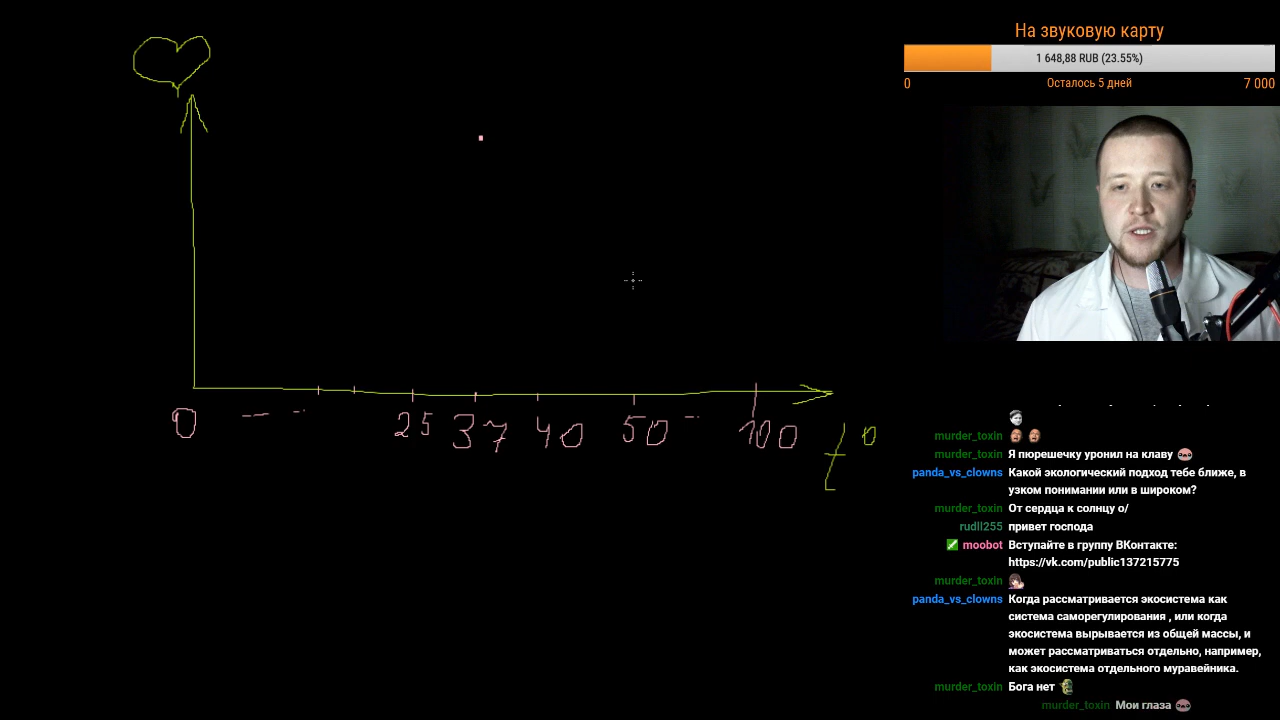 На звуковую карту
1 648,88 RUB (23.55%)
0 Осталось 5 дней 7 000
0 25 37 40 50 100 t°
murder_toxin
murder_toxin Я пюрешечку уронил на клаву
panda_vs_clowns Какой экологический подход тебе ближе, в
узком понимании или в широком?
murder_toxin От сердца к солнцу о/
rudll255 привет господа
moobot Вступайте в группу ВКонтакте:
https://vk.com/public137215775
murder_toxin
panda_vs_clowns Когда рассматривается экосистема как
система саморегулирования , или когда
экосистема вырывается из общей массы, и
может рассматриваться отдельно, например,
как экосистема отдельного муравейника.
murder_toxin Бога нет
murder_toxin Мои глаза